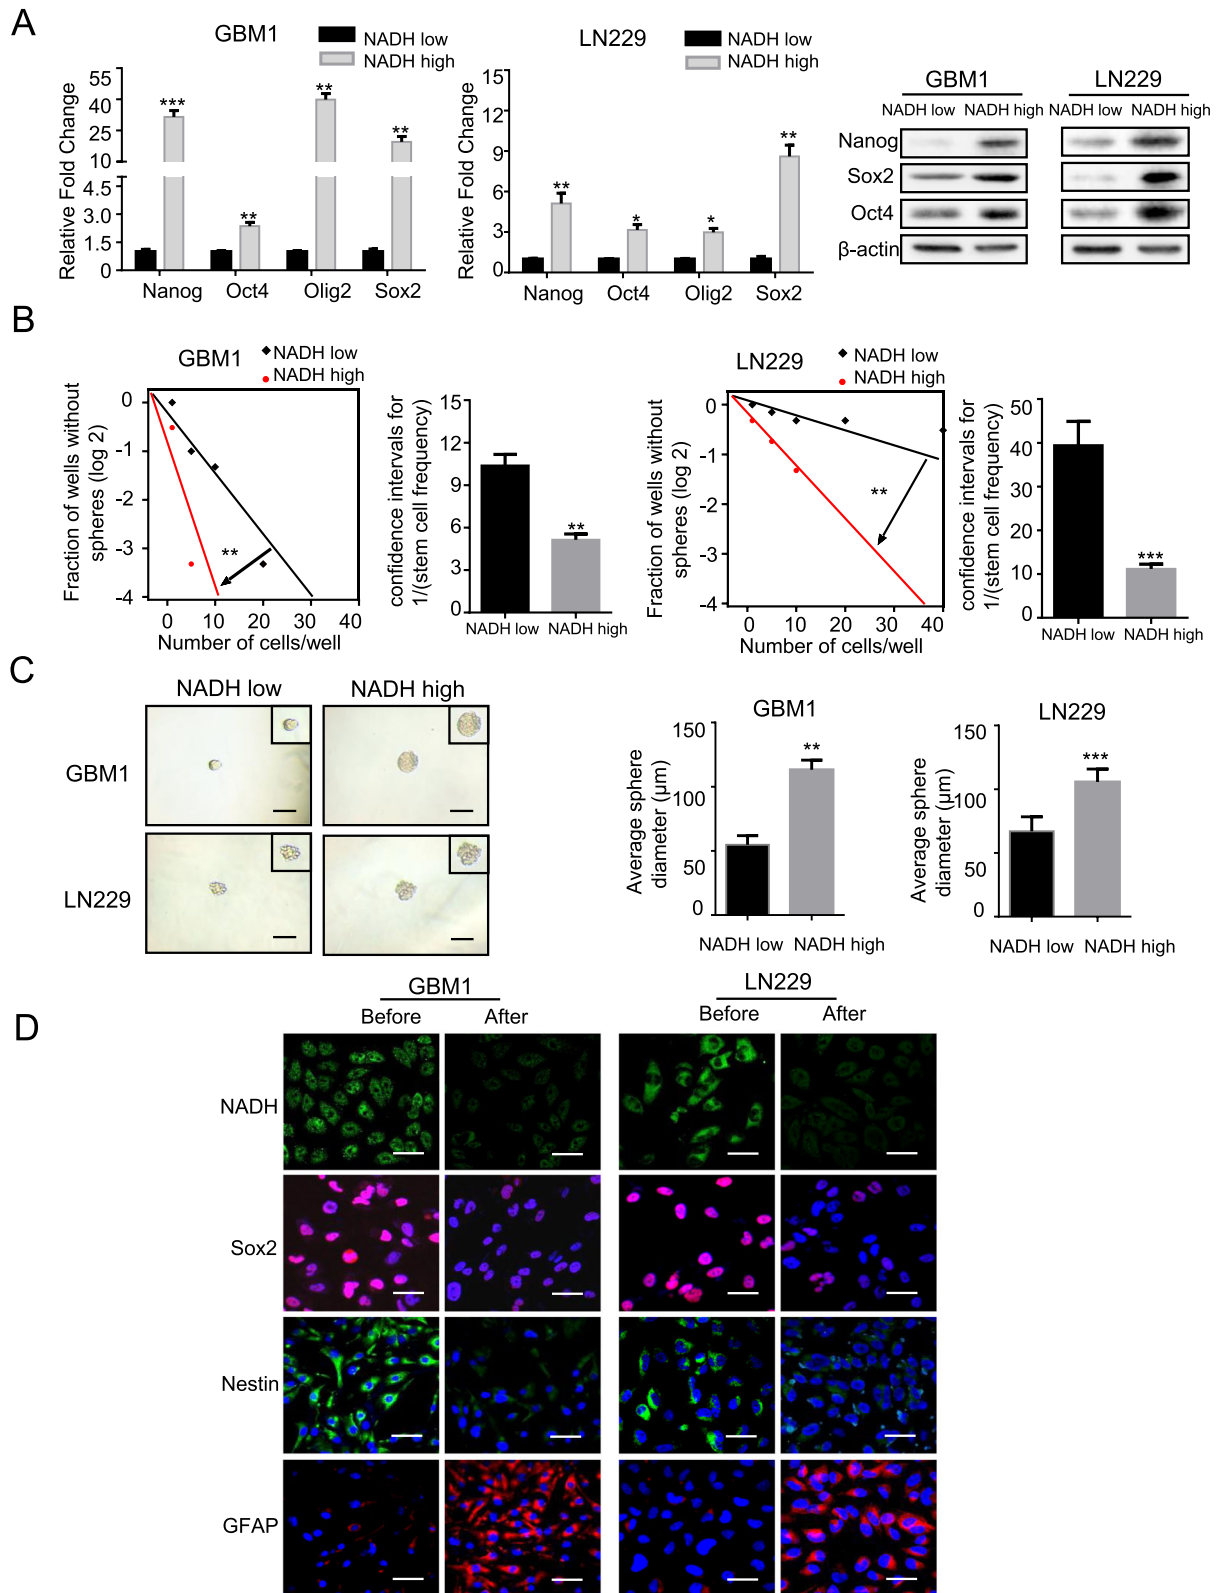 A
GBM1
NADH low
NADH high
Relative Fold Change
55
40
25
10
4.5
3.0
1.5
0
***
**
**
**
Nanog Oct4 Olig2 Sox2
LN229
NADH low
NADH high
Relative Fold Change
15
12
9
6
3
0
**
*
*
**
Nanog Oct4 Olig2 Sox2
GBM1 LN229
NADH low NADH high NADH low NADH high
Nanog
Sox2
Oct4
β-actin
B
GBM1
NADH low
NADH high
Fraction of wells without
spheres (log 2)
0
-1
-2
-3
-4
**
0 10 20 30 40
Number of cells/well
confidence intervals for
1/(stem cell frequency)
15
12
9
6
3
0
**
NADH low NADH high
LN229
NADH low
NADH high
Fraction of wells without
spheres (log 2)
0
-1
-2
-3
-4
**
0 10 20 30 40
Number of cells/well
confidence intervals for
1/(stem cell frequency)
50
40
30
20
10
0
***
NADH low NADH high
C
NADH low NADH high
GBM1
LN229
GBM1
Average sphere
diameter (μm)
150
100
50
0
**
NADH low NADH high
LN229
Average sphere
diameter (μm)
150
100
50
0
***
NADH low NADH high
D
GBM1 LN229
Before After Before After
NADH
Sox2
Nestin
GFAP